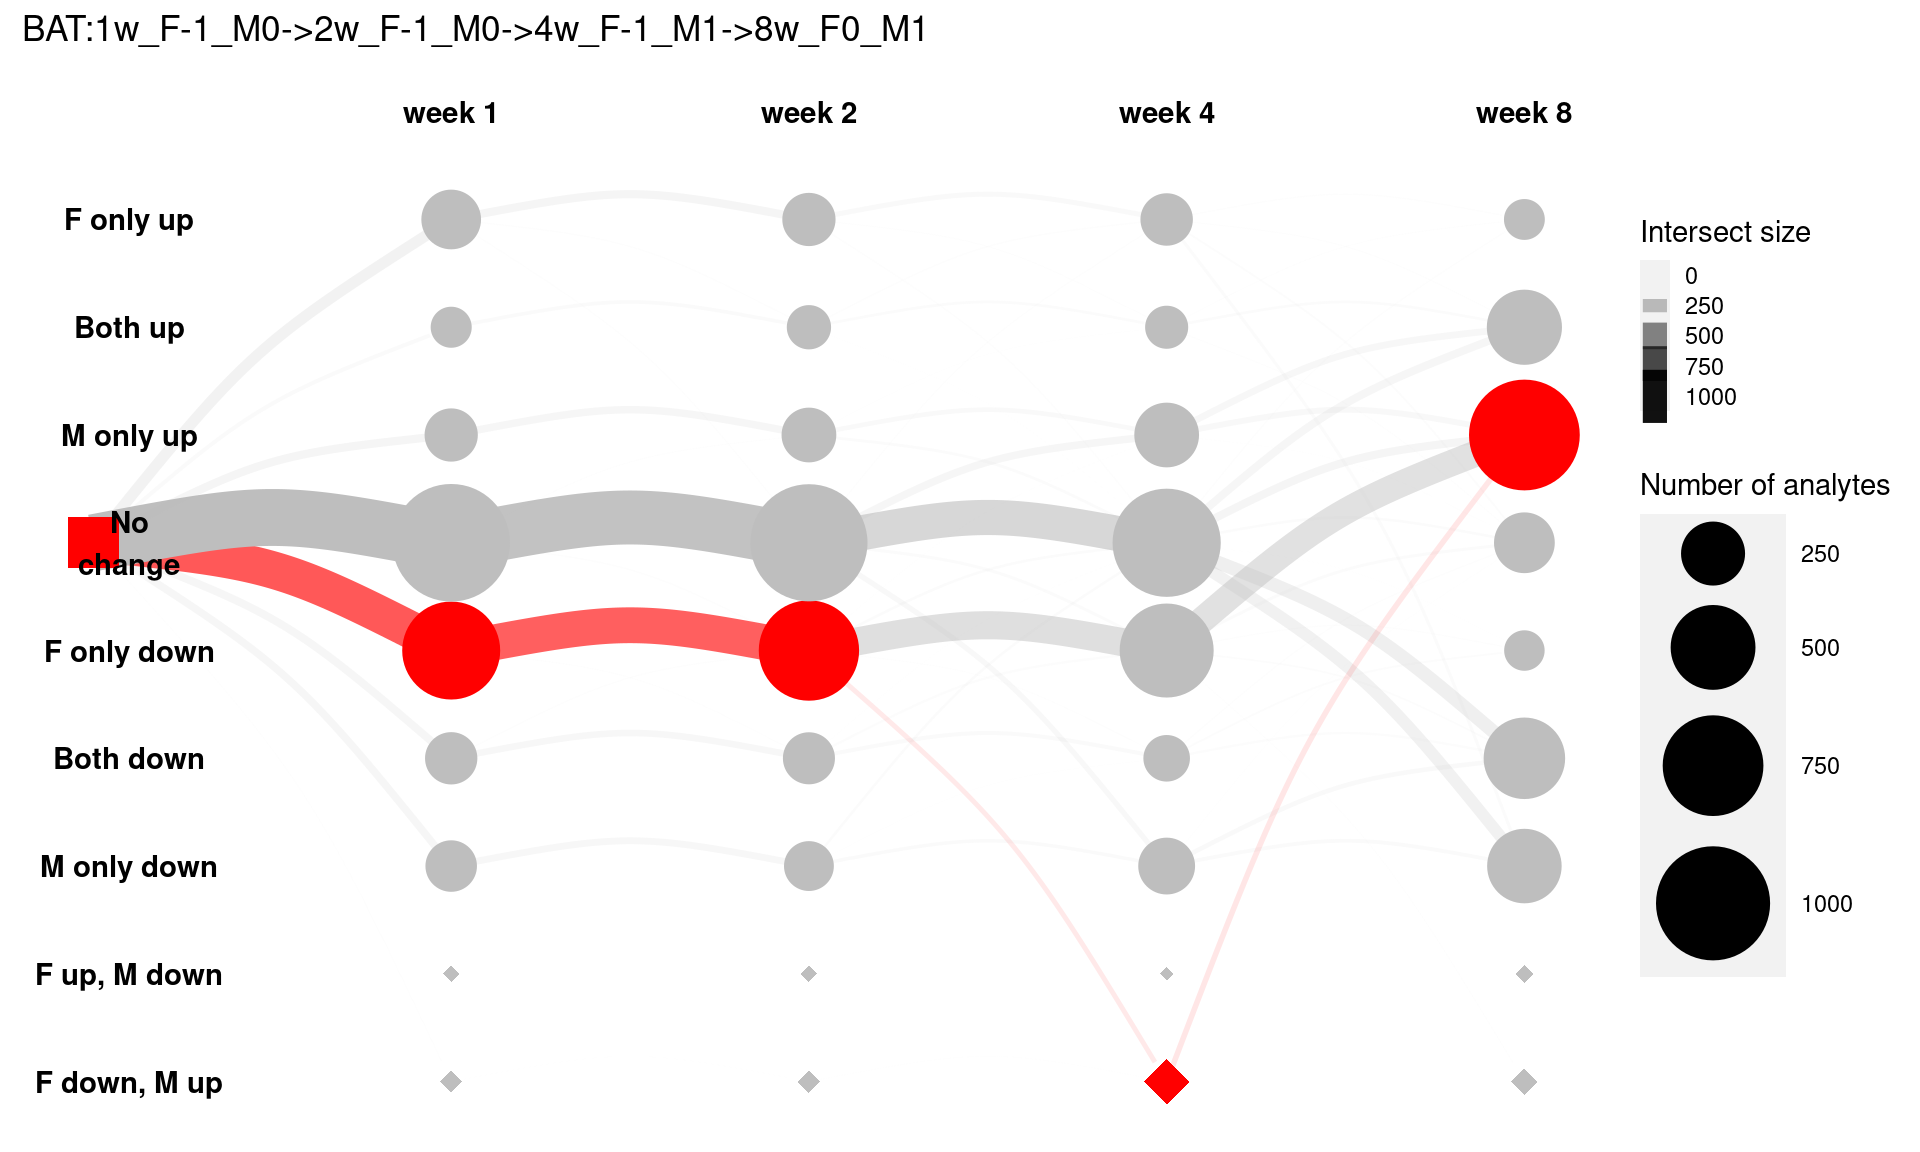 BAT:1w_F-1_M0->2w_F-1_M0->4w_F-1_M1->8w_F0_M1
week 1
week 2
week 4
week 8
F only up
Both up
M only up
No
change
F only down
Both down
M only down
F up, M down
F down, M up
Intersect size
0
250
500
750
1000
Number of analytes
250
500
750
1000